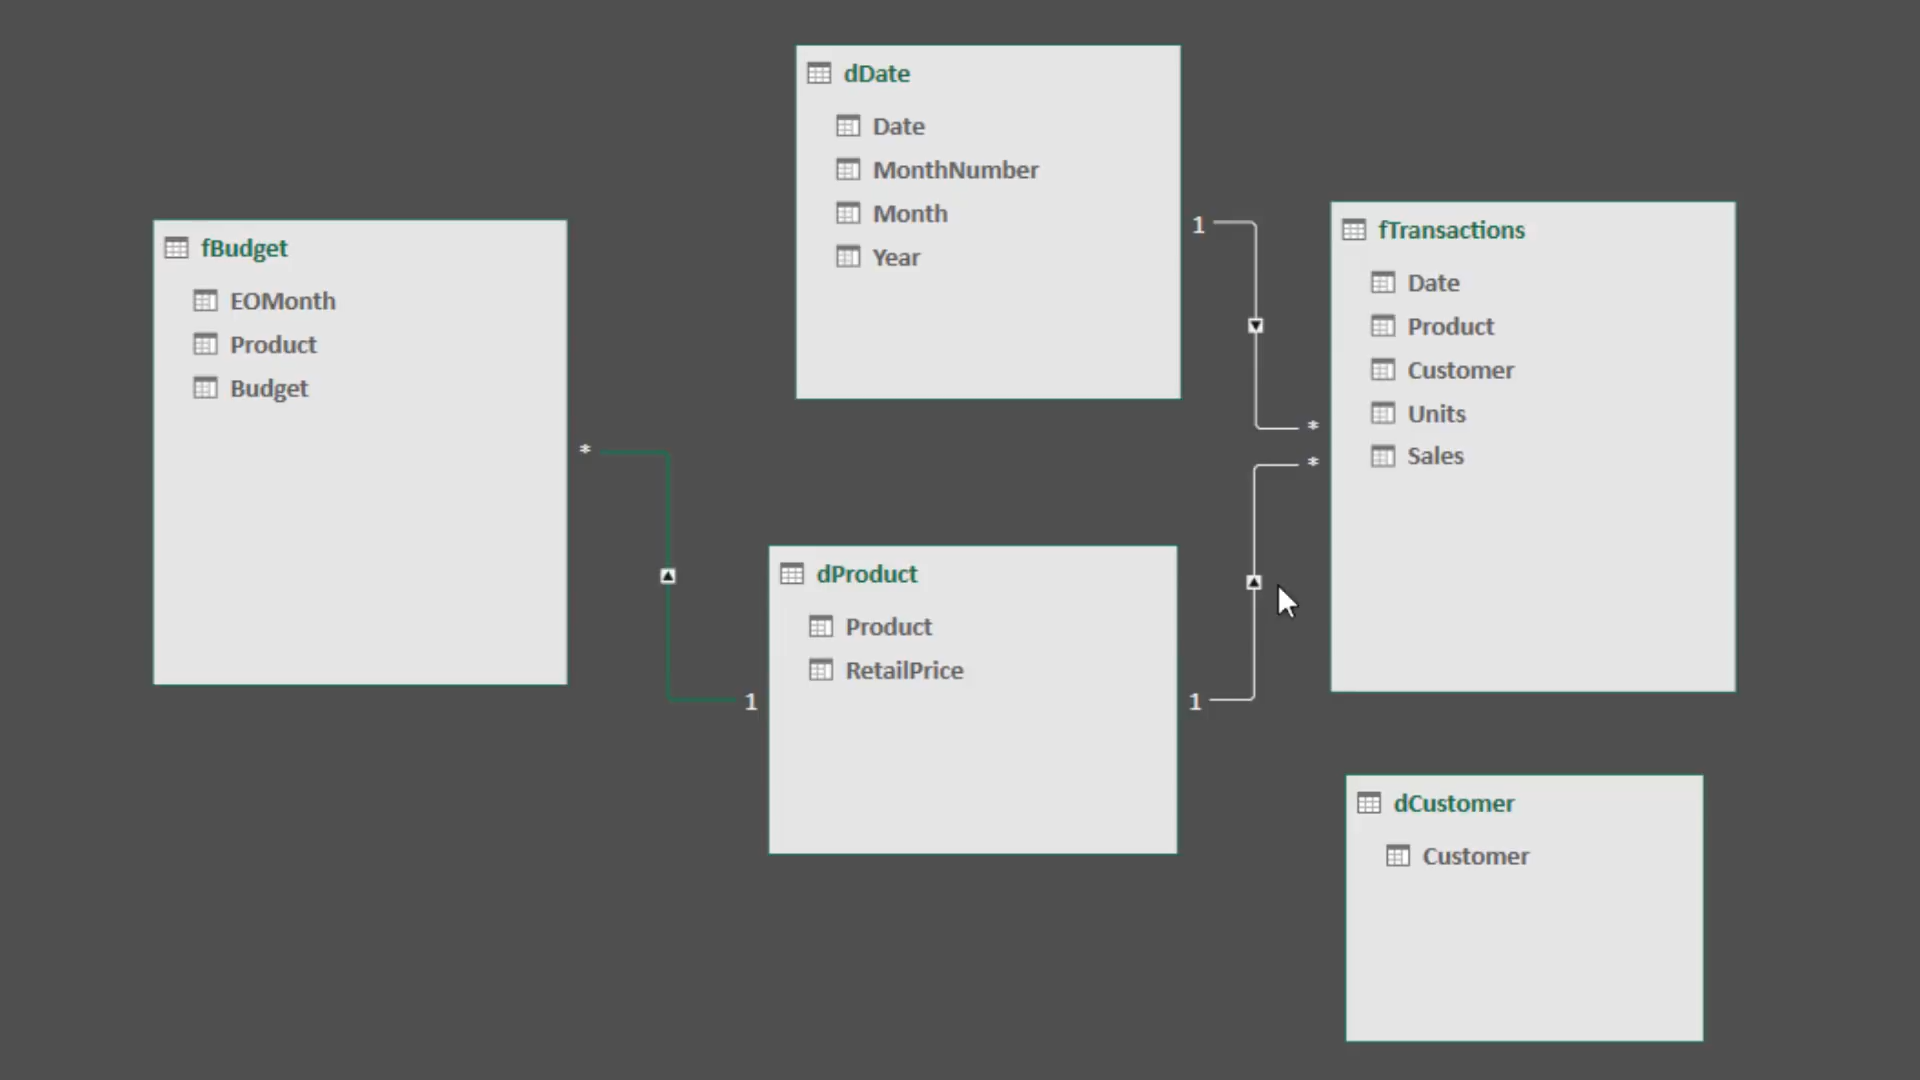 dDate
Date
MonthNumber
Month
Year
fBudget
EOMonth
Product
Budget
fTransactions
Date
Product
Customer
Units
Sales
1
*
*
*
1
1
dProduct
Product
RetailPrice
dCustomer
Customer